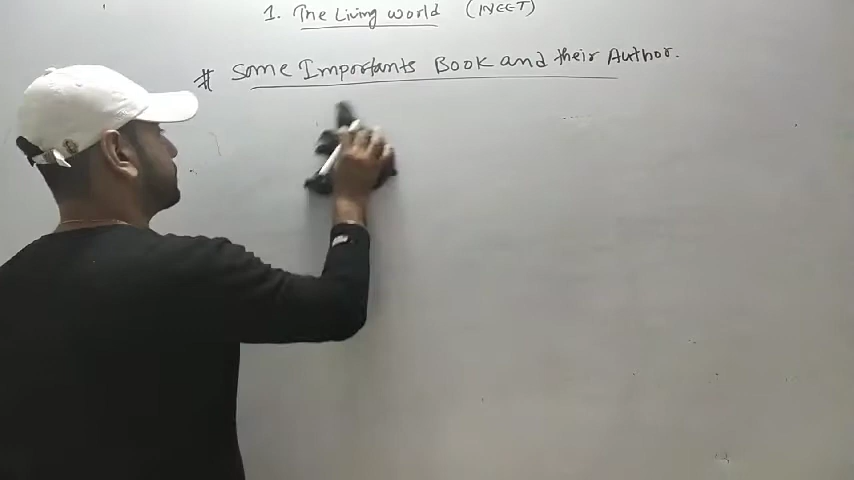 1. The Living world (NEET)
# Some Importants Book and their Author.